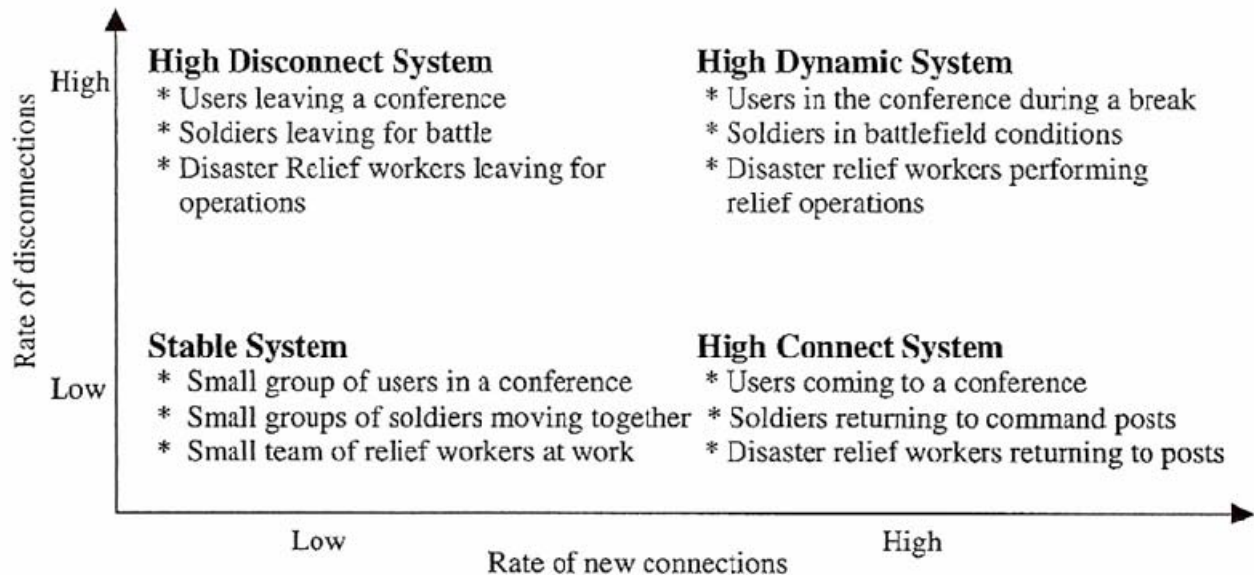 Rate of disconnections
High
Low
High Disconnect System
* Users leaving a conference
* Soldiers leaving for battle
* Disaster Relief workers leaving for
operations
High Dynamic System
* Users in the conference during a break
* Soldiers in battlefield conditions
* Disaster relief workers performing
relief operations
Stable System
* Small group of users in a conference
* Small groups of soldiers moving together
* Small team of relief workers at work
High Connect System
* Users coming to a conference
* Soldiers returning to command posts
* Disaster relief workers returning to posts
Low
High
Rate of new connections